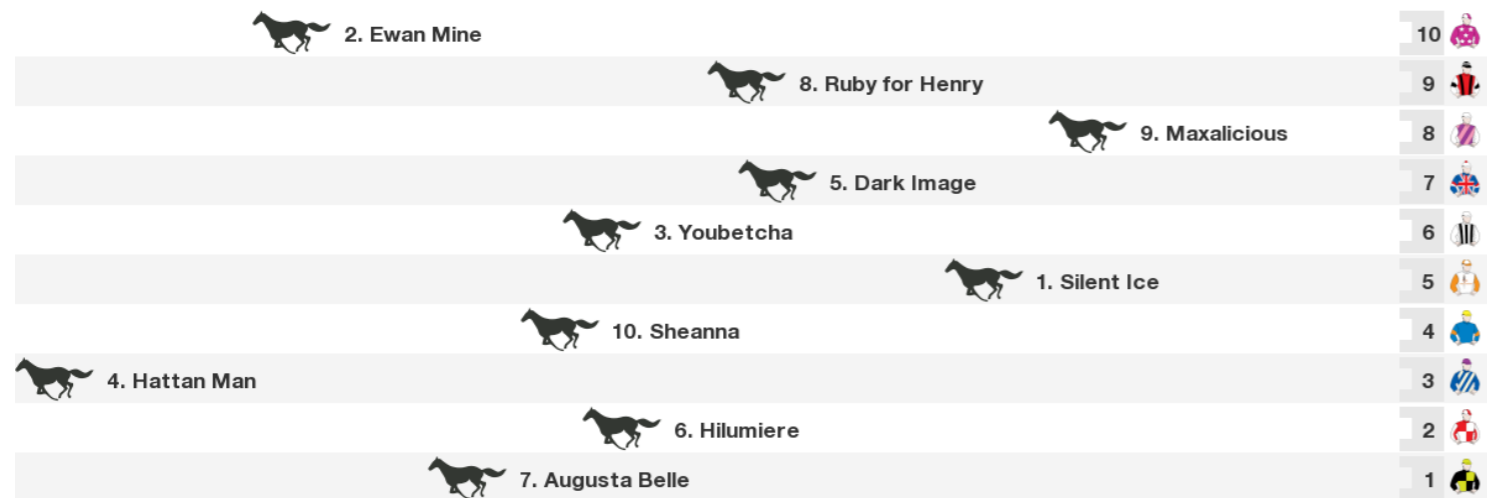 2. Ewan Mine 10
8. Ruby for Henry 9
9. Maxalicious 8
5. Dark Image 7
3. Youbetcha 6
1. Silent Ice 5
10. Sheanna 4
4. Hattan Man 3
6. Hilumiere 2
7. Augusta Belle 1